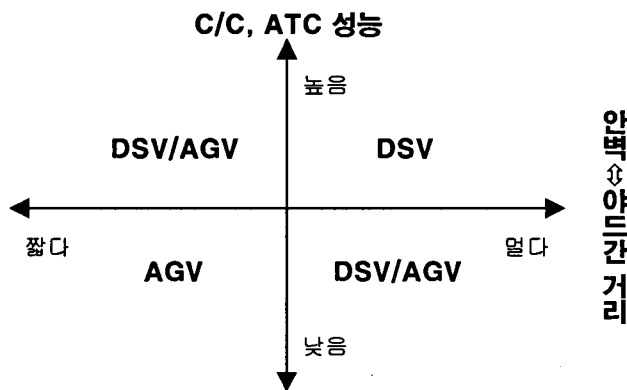 C/C, ATC 성능
높음
DSV/AGV DSV
짧다 멀다
AGV DSV/AGV
낮음
안벽⇕야드간 거리